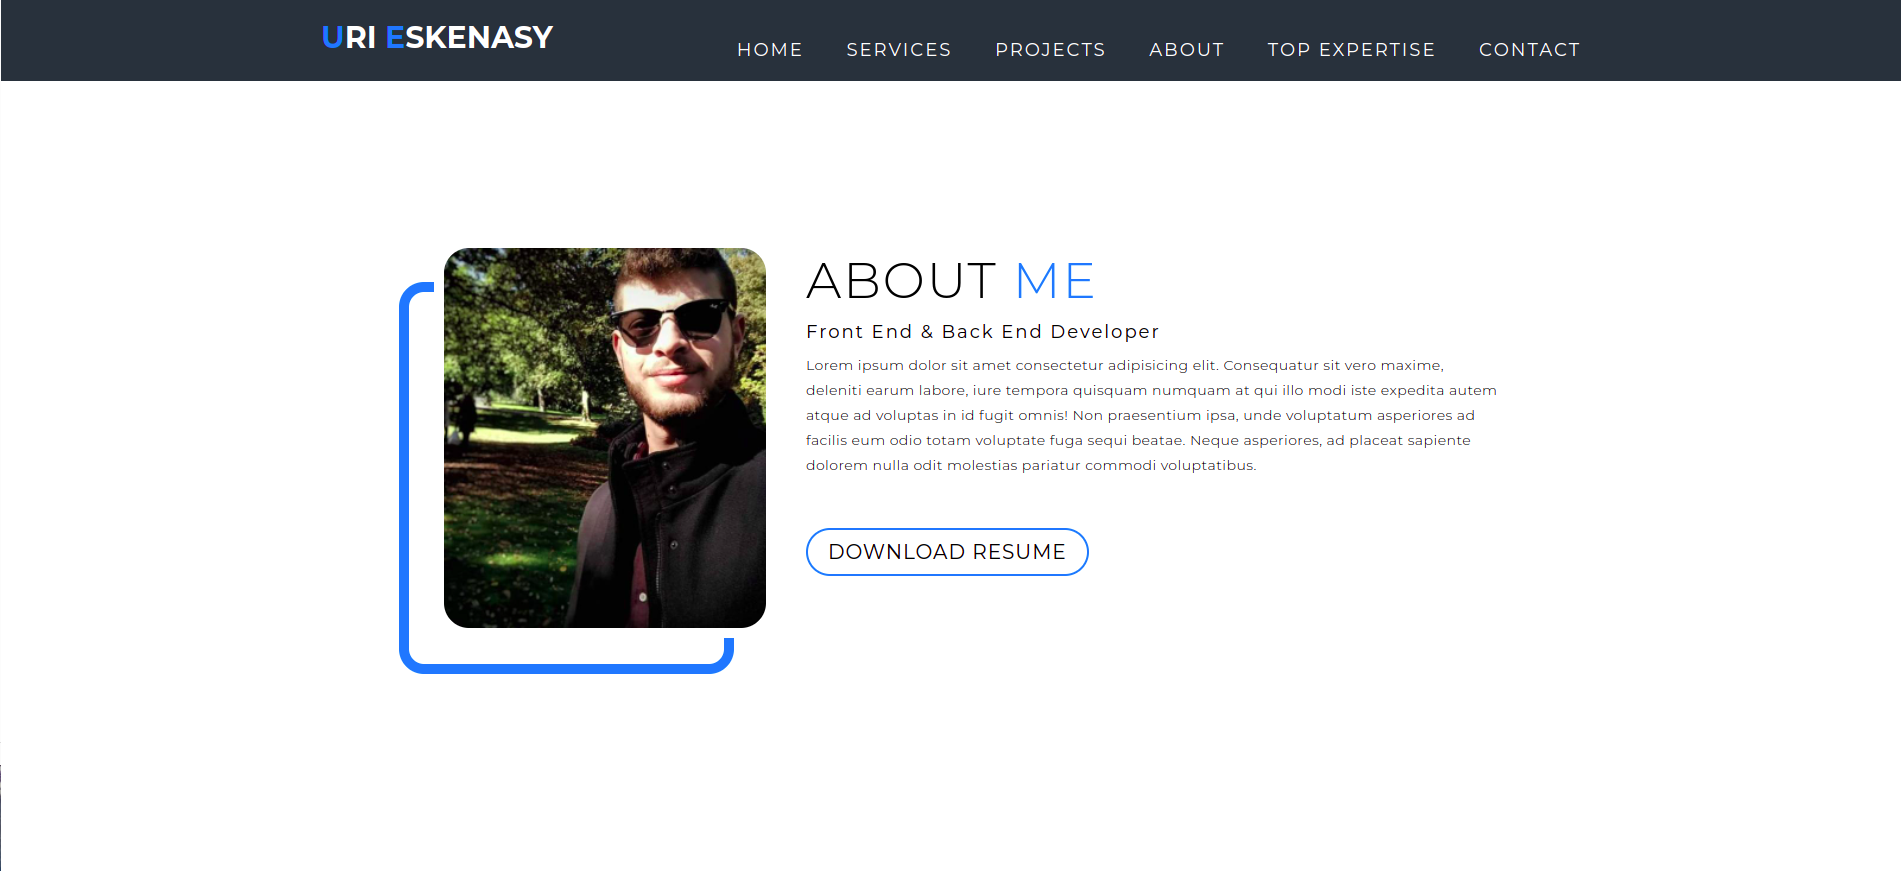 URI ESKENASY
HOME SERVICES PROJECTS ABOUT TOP EXPERTISE CONTACT
ABOUT ME
Front End & Back End Developer
Lorem ipsum dolor sit amet consectetur adipisicing elit. Consequatur sit vero maxime,
deleniti earum labore, iure tempora quisquam numquam at qui illo modi iste expedita autem
atque ad voluptas in id fugit omnis! Non praesentium ipsa, unde voluptatum asperiores ad
facilis eum odio totam voluptate fuga sequi beatae. Neque asperiores, ad placeat sapiente
dolorem nulla odit molestias pariatur commodi voluptatibus.
DOWNLOAD RESUME